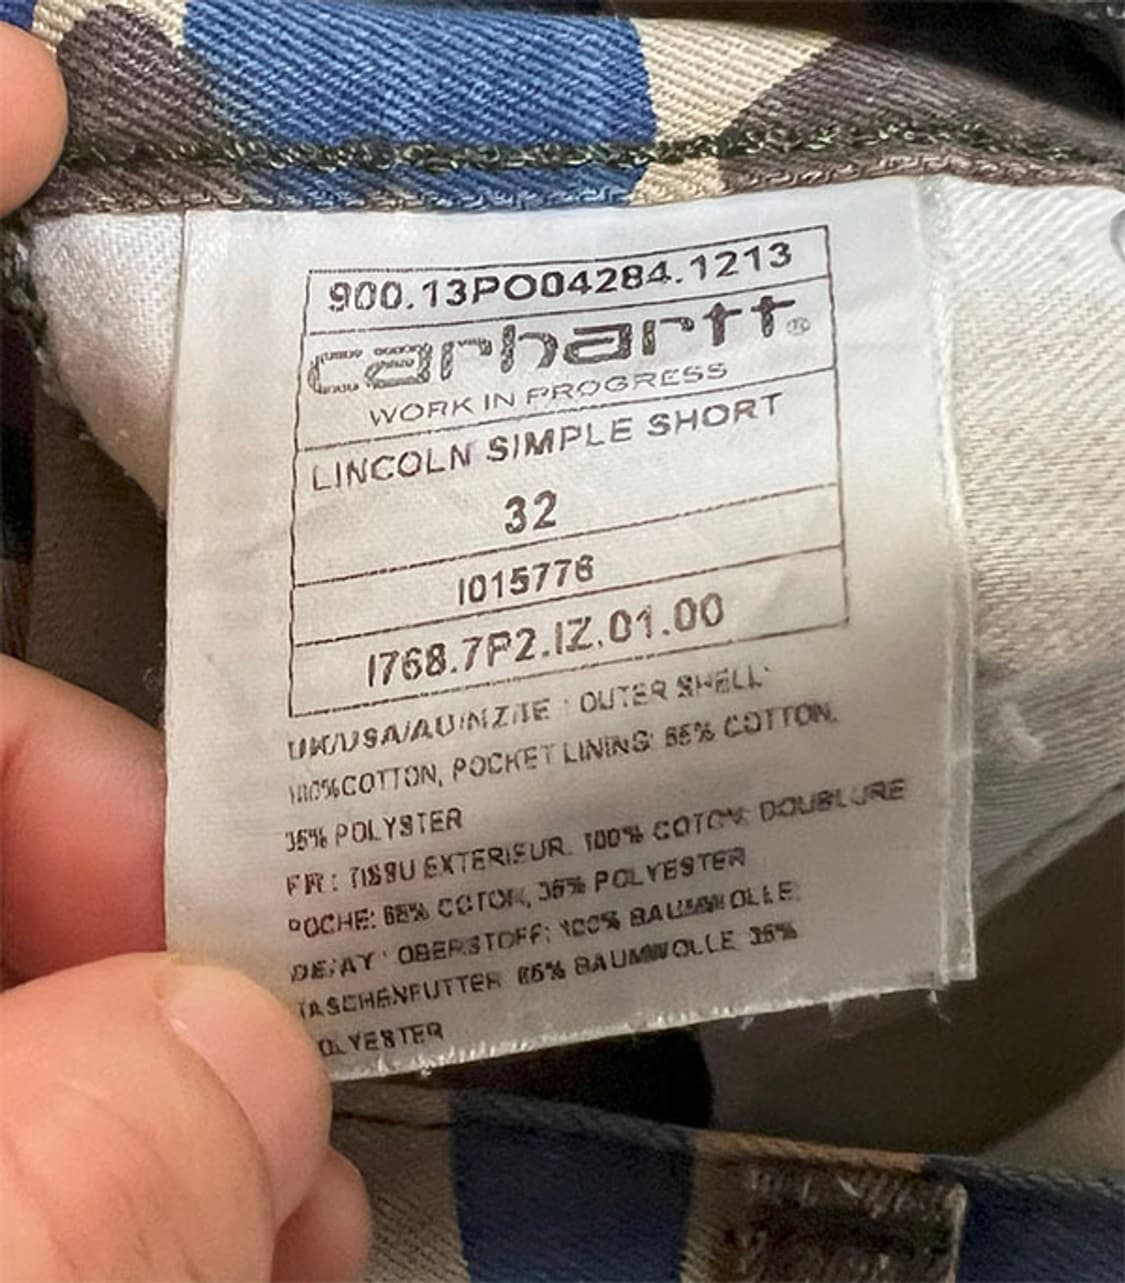 900.13PO04284.1213
carhartt®
WORK IN PROGRESS
LINCOLN SIMPLE SHORT
32
I015776
I768.7P2.IZ.01.00
UK/USA/AU/NZ/IE : OUTER SHELL:
100%COTTON, POCKET LINING: 65% COTTON,
35% POLYSTER
FR : TISSU EXTERIEUR: 100% COTON; DOUBLURE
POCHE: 65% COTON, 35% POLYESTER
DE/AT : OBERSTOFF: 100% BAUMWOLLE;
TASCHENFUTTER 65% BAUMWOLLE 35%
OLYESTER